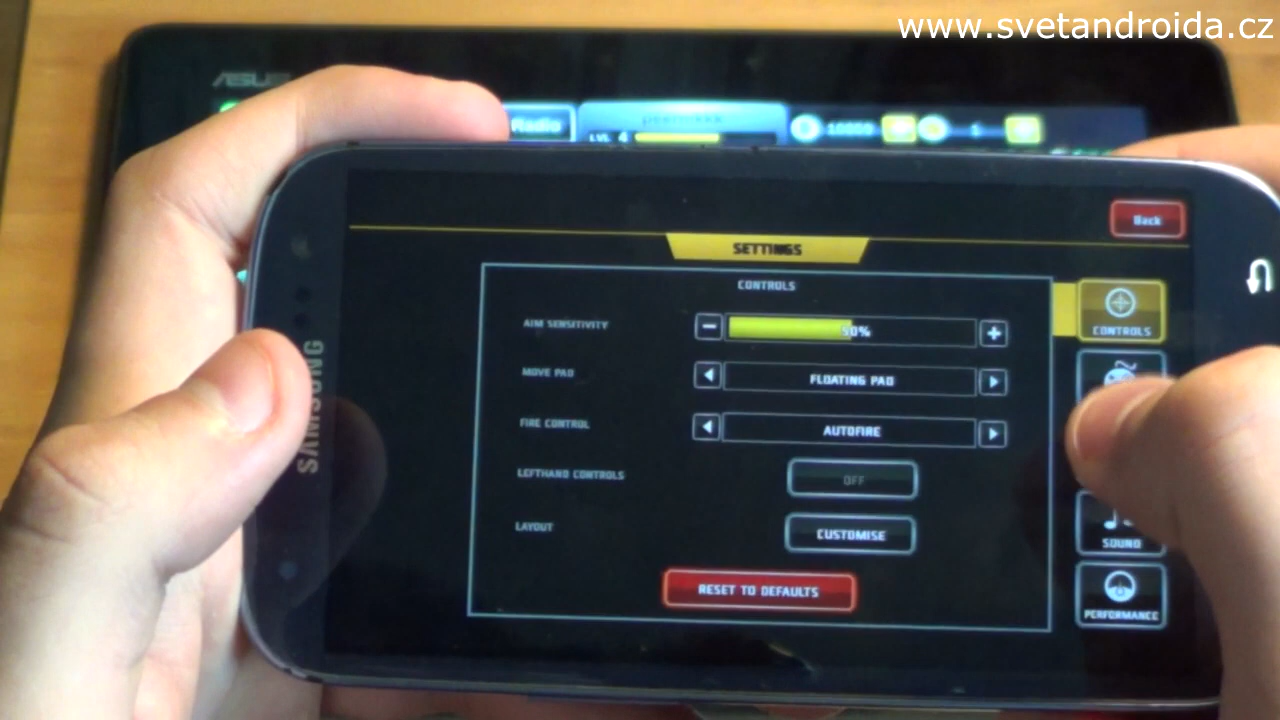 www.svetandroida.cz
ASUS
Radio
LVL 4
Back
SETTINGS
CONTROLS
AIM SENSITIVITY
50%
CONTROLS
MOVE PAD
FLOATING PAD
FIRE CONTROL
AUTOFIRE
LEFTHAND CONTROLS
OFF
LAYOUT
CUSTOMISE
SOUND
RESET TO DEFAULTS
PERFORMANCE
SAMSUNG